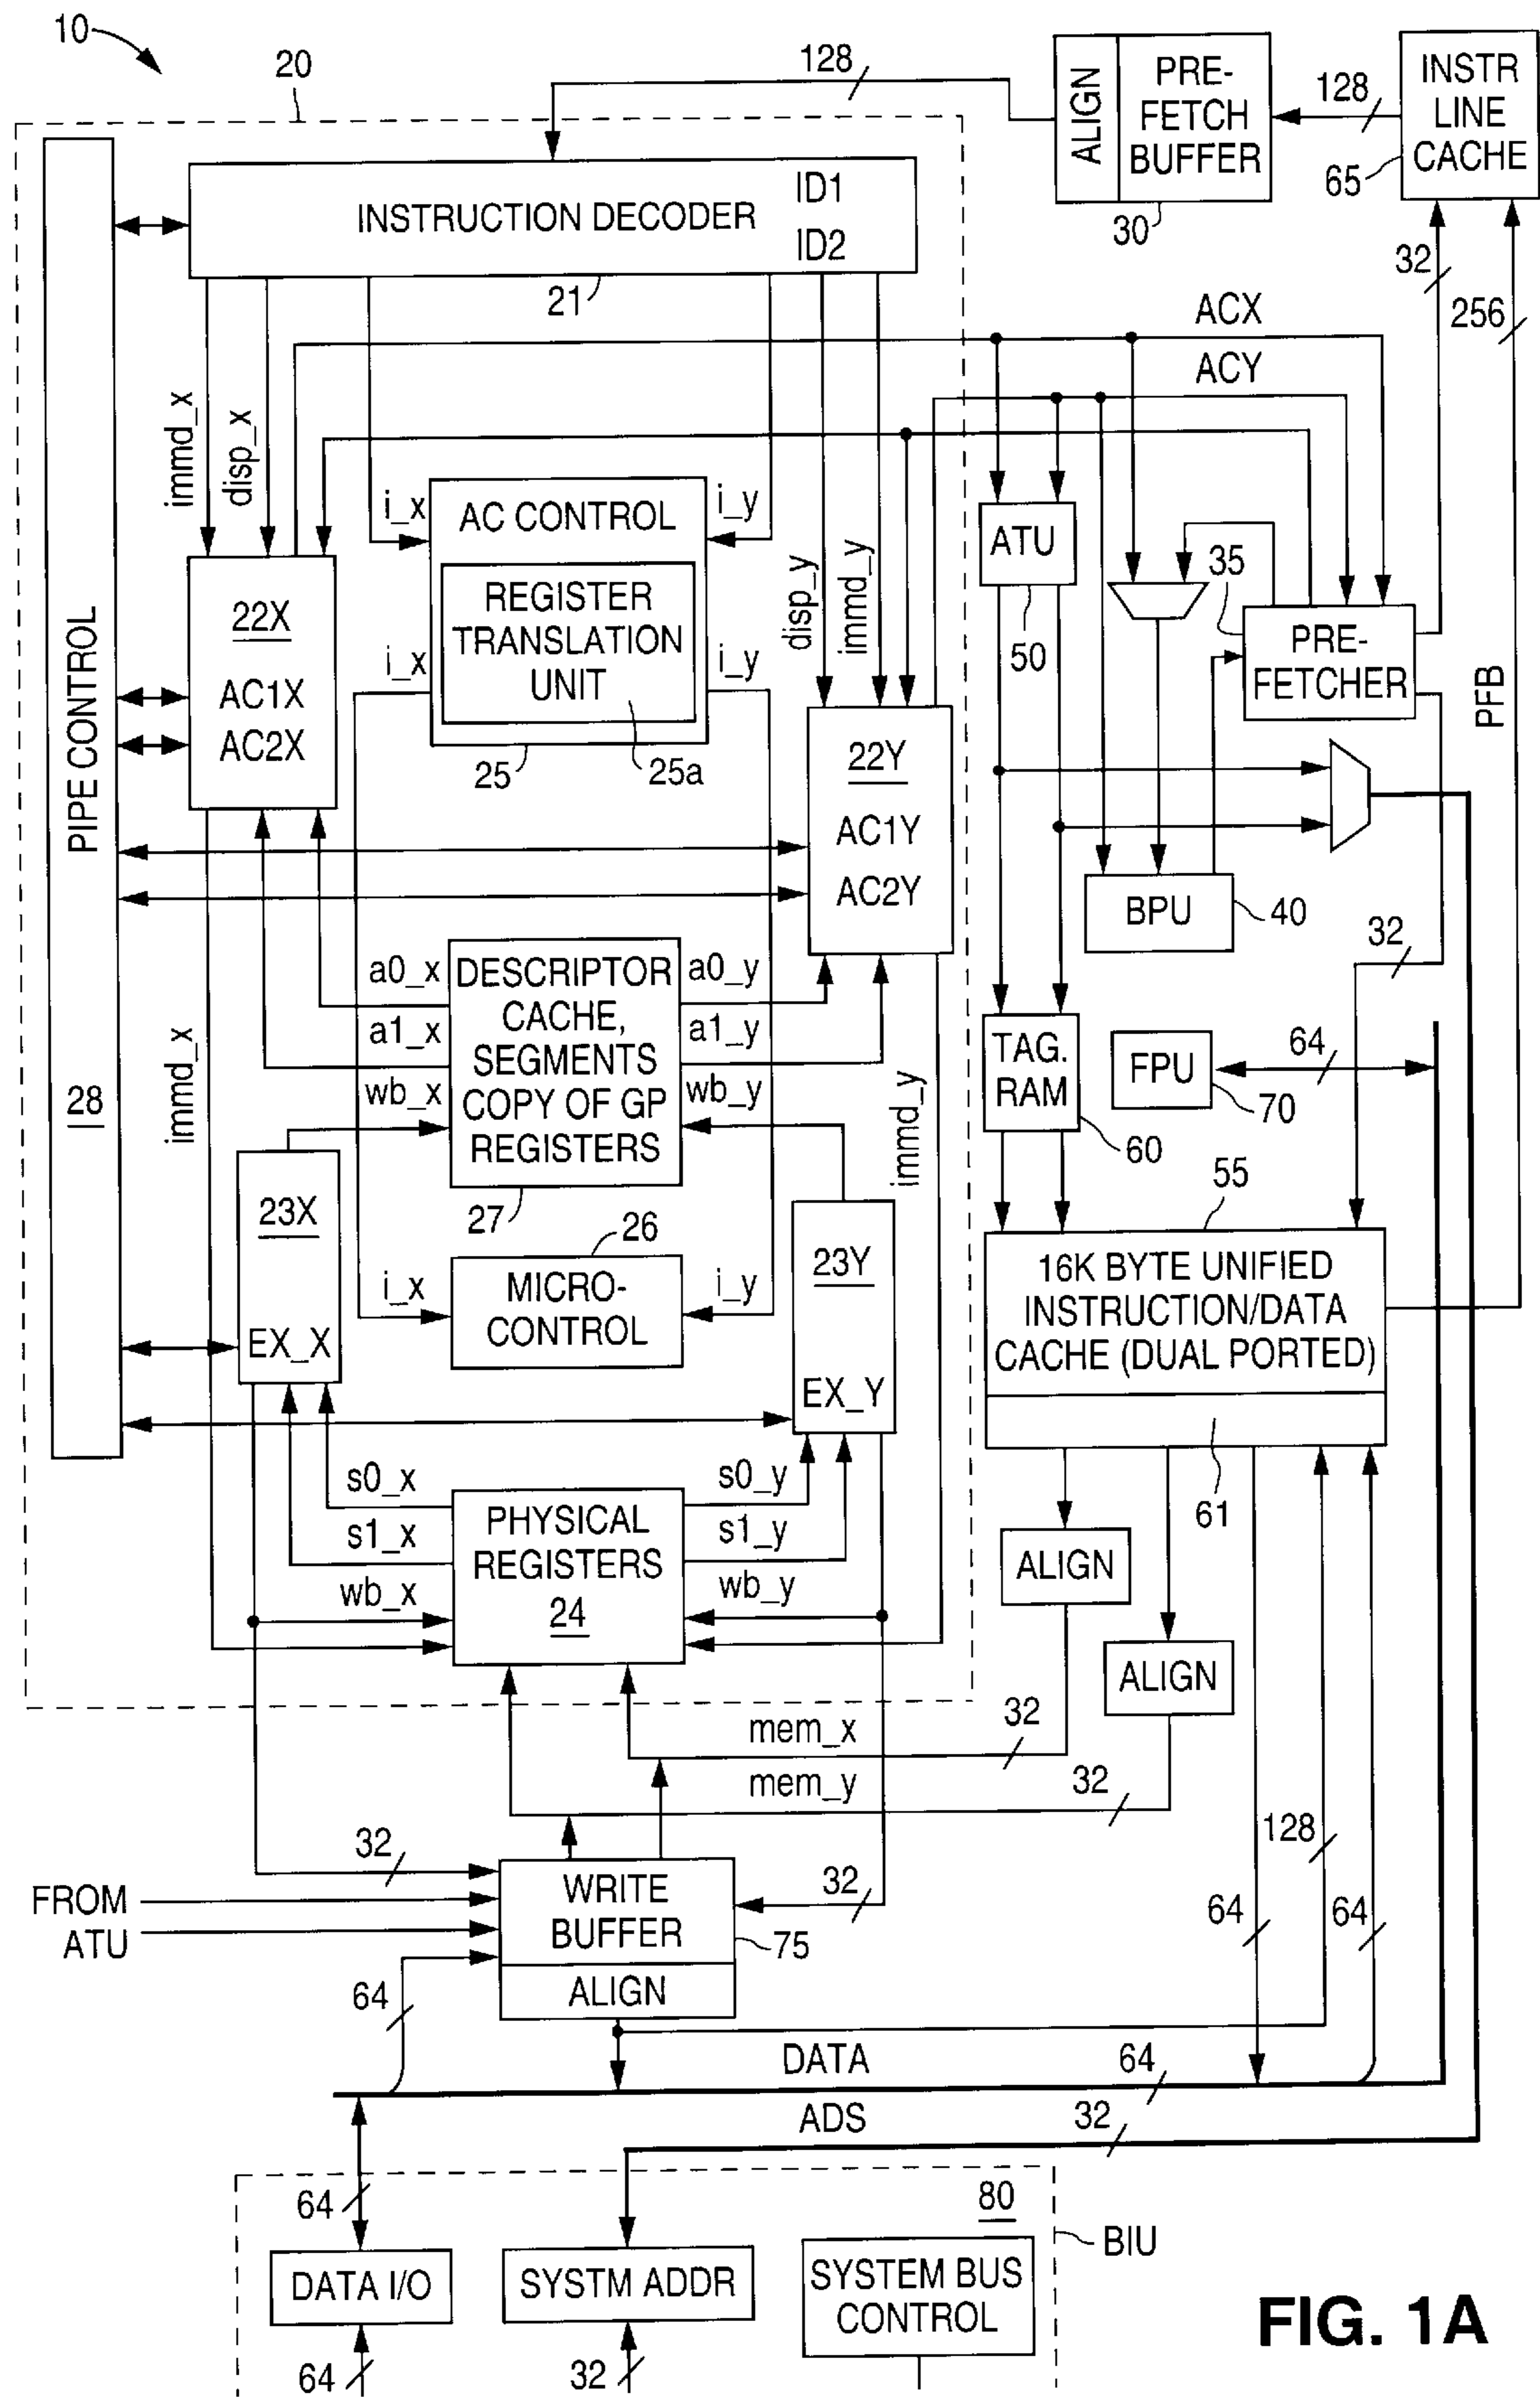 10
20
128
ALIGN
PRE-
FETCH
BUFFER
30
128
INSTR
LINE
CACHE
65
32
256
PFB
INSTRUCTION DECODER
ID1
ID2
21
PIPE CONTROL
28
immd_x
disp_x
i_x
AC CONTROL
i_y
REGISTER
TRANSLATION
UNIT
i_x
i_y
25
25a
disp_y
immd_y
ACX
ACY
22X
AC1X
AC2X
22Y
AC1Y
AC2Y
ATU
50
35
PRE-
FETCHER
BPU
40
32
a0_x
a1_x
wb_x
DESCRIPTOR
CACHE,
SEGMENTS
COPY OF GP
REGISTERS
27
a0_y
a1_y
wb_y
immd_x
immd_y
TAG.
RAM
60
FPU
70
64
23X
EX_X
26
i_x
MICRO-
CONTROL
i_y
23Y
EX_Y
55
16K BYTE UNIFIED
INSTRUCTION/DATA
CACHE (DUAL PORTED)
61
s0_x
s1_x
wb_x
PHYSICAL
REGISTERS
24
s0_y
s1_y
wb_y
ALIGN
ALIGN
mem_x
32
mem_y
32
32
FROM
ATU
WRITE
BUFFER
75
ALIGN
32
64
128
64
64
DATA
64
ADS
32
64
80
BIU
DATA I/O
SYSTM ADDR
SYSTEM BUS
CONTROL
64
32
FIG. 1A